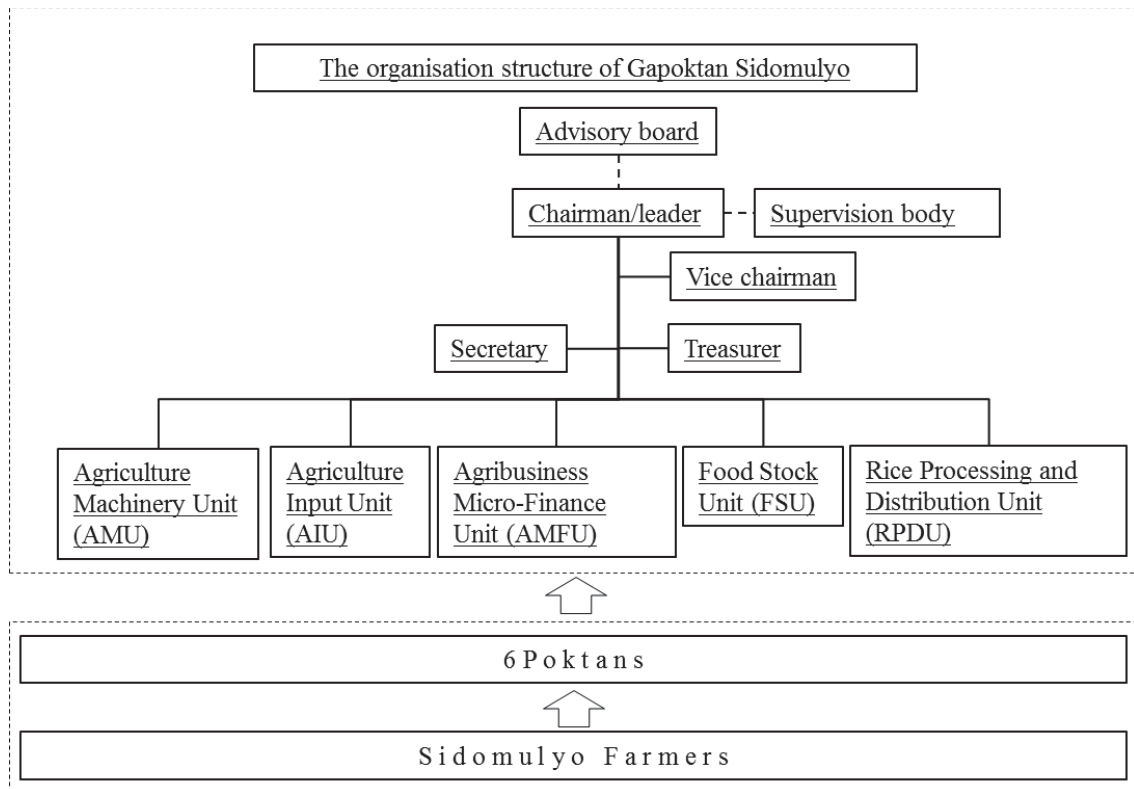 The organisation structure of Gapoktan Sidomulyo
Advisory board
Chairman/leader
Supervision body
Vice chairman
Secretary
Treasurer
Agriculture
Machinery Unit
(AMU)
Agriculture
Input Unit
(AIU)
Agribusiness
Micro-Finance
Unit (AMFU)
Food Stock
Unit (FSU)
Rice Processing and
Distribution Unit
(RPDU)
6Poktans
Sidomulyo Farmers